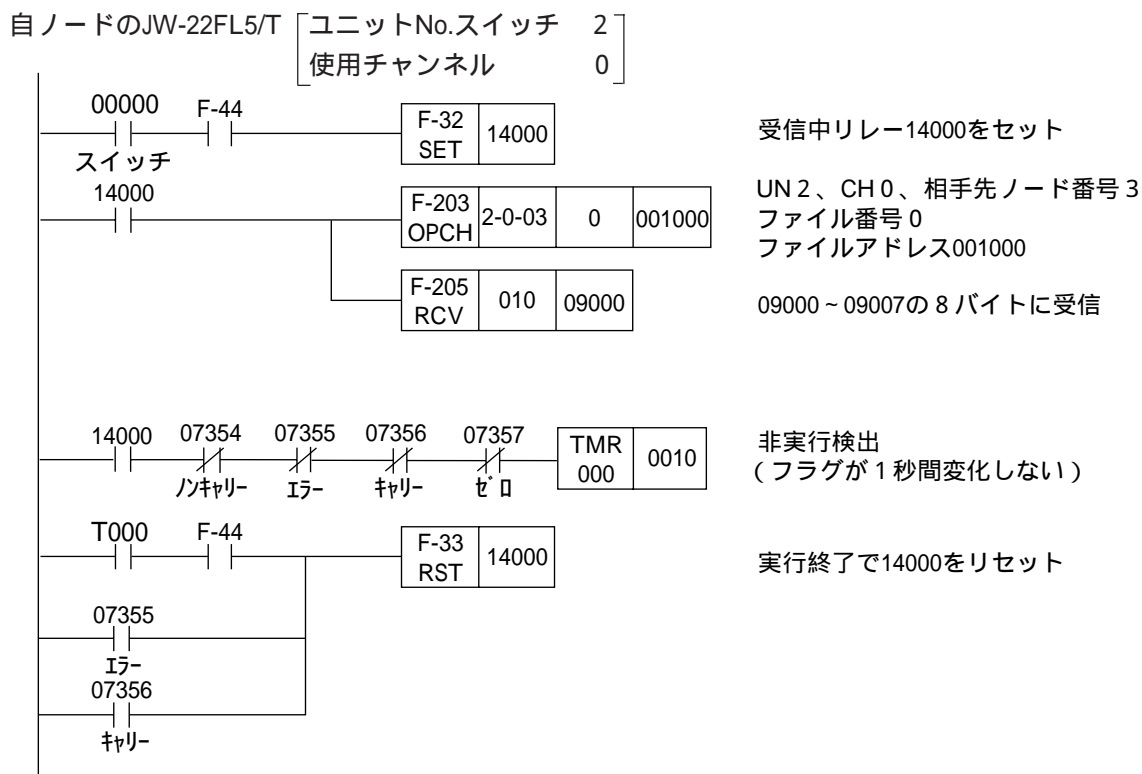 自ノードのJW-22FL5/T ユニットNo.スイッチ 2
使用チャンネル 0
00000 F-44 F-32 SET 14000 受信中リレー14000をセット
スイッチ
14000 F-203 OPCH 2-0-03 0 001000 UN 2、CH 0、相手先ノード番号 3
ファイル番号 0
ファイルアドレス001000
F-205 RCV 010 09000 09000~09007の 8 バイトに受信
14000 07354 07355 07356 07357 TMR 000 0010 非実行検出
(フラグが 1 秒間変化しない)
ノンキャリー エラー キャリー ゼロ
T000 F-44 F-33 RST 14000 実行終了で14000をリセット
07355
エラー
07356
キャリー